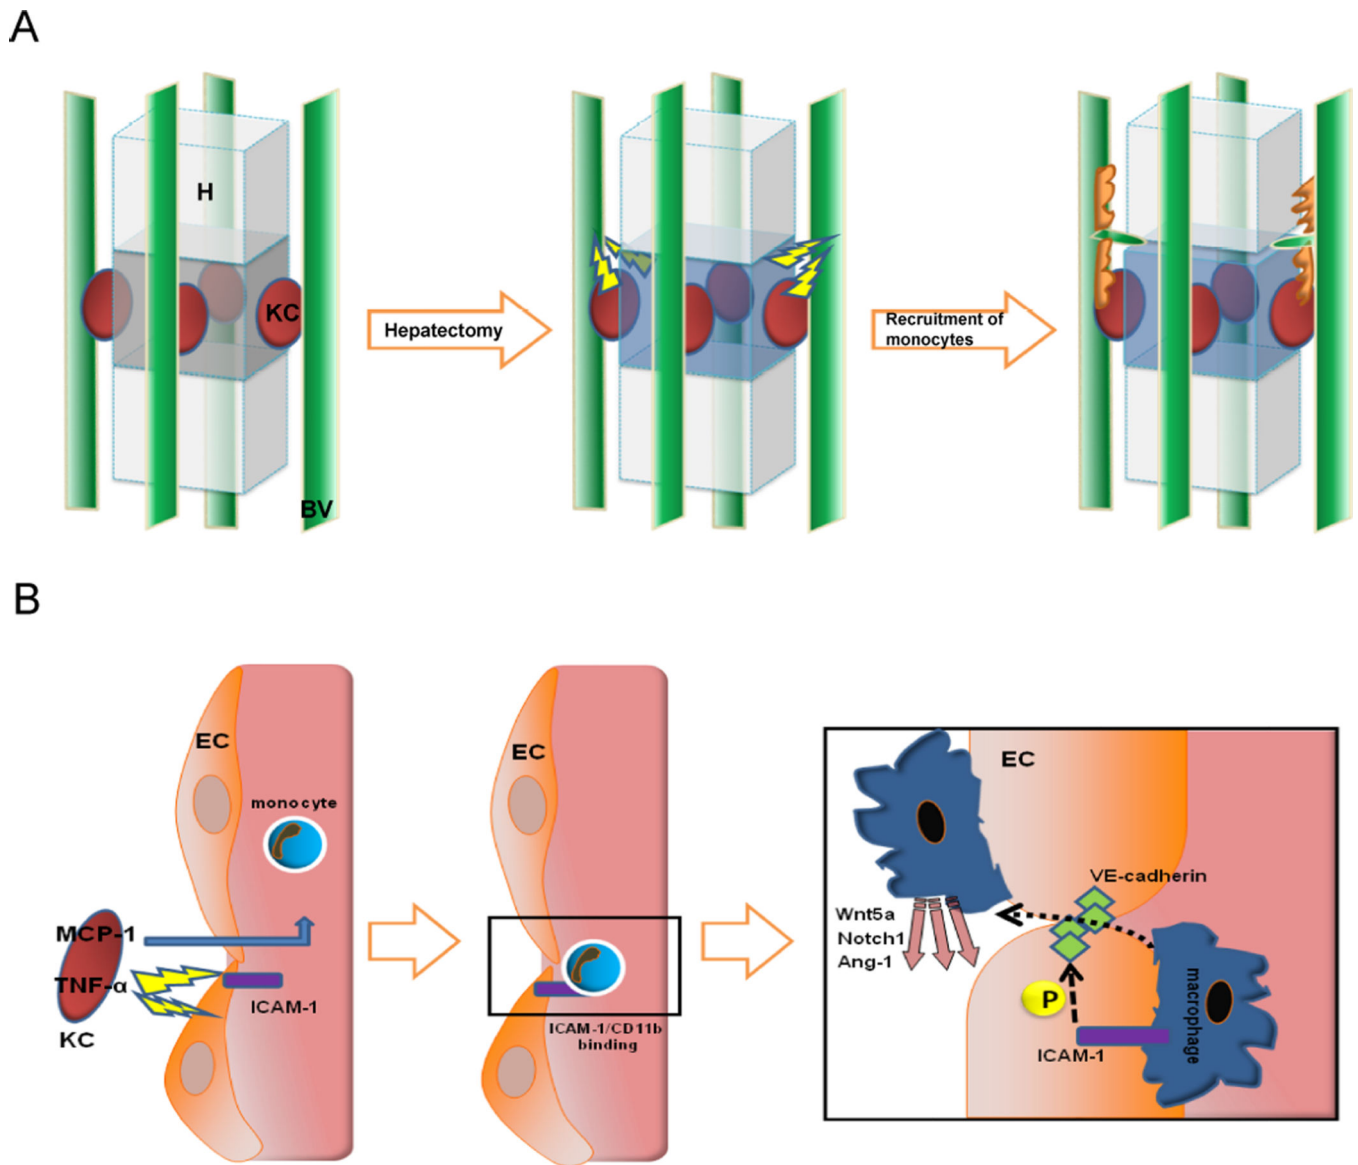 A
H
KC
BV
Hepatectomy
Recruitment of
monocytes
B
EC
monocyte
MCP-1
TNF-α
KC
ICAM-1
EC
ICAM-1/CD11b
binding
EC
VE-cadherin
Wnt5a
Notch1
Ang-1
P
ICAM-1
macrophage